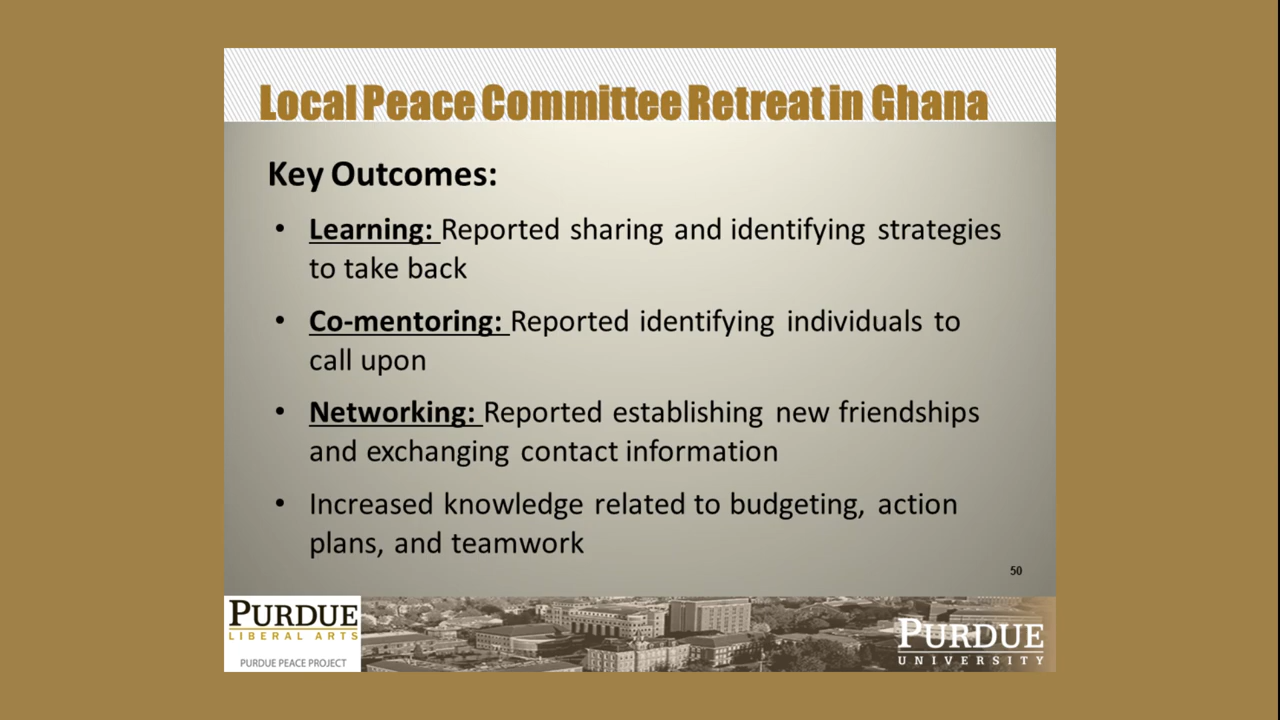 Local Peace Committee Retreat in Ghana
Key Outcomes:
• Learning: Reported sharing and identifying strategies
to take back
• Co-mentoring: Reported identifying individuals to
call upon
• Networking: Reported establishing new friendships
and exchanging contact information
• Increased knowledge related to budgeting, action
plans, and teamwork
50
PURDUE
LIBERAL ARTS
PURDUE PEACE PROJECT
PURDUE
UNIVERSITY